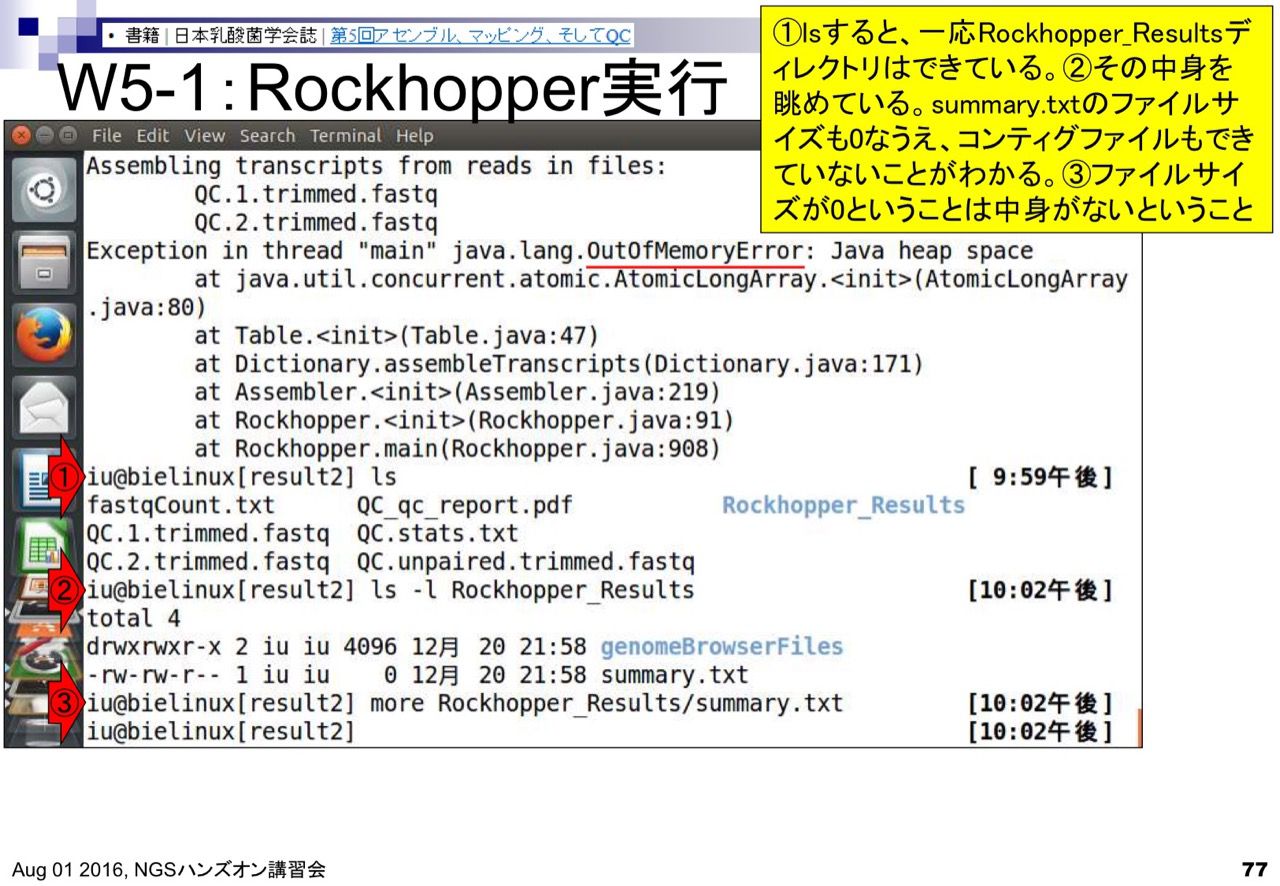 • 書籍 | 日本乳酸菌学会誌 | 第5回アセンブル、マッピング、そしてQC
W5-1：Rockhopper実行
①lsすると、一応Rockhopper_Resultsデ
ィレクトリはできている。②その中身を
眺めている。summary.txtのファイルサ
イズも0なうえ、コンティグファイルもでき
ていないことがわかる。③ファイルサイ
ズが0ということは中身がないということ
File Edit View Search Terminal Help
Assembling transcripts from reads in files:
QC.1.trimmed.fastq
QC.2.trimmed.fastq
Exception in thread "main" java.lang.OutOfMemoryError: Java heap space
at java.util.concurrent.atomic.AtomicLongArray.<init>(AtomicLongArray
.java:80)
at Table.<init>(Table.java:47)
at Dictionary.assembleTranscripts(Dictionary.java:171)
at Assembler.<init>(Assembler.java:219)
at Rockhopper.<init>(Rockhopper.java:91)
at Rockhopper.main(Rockhopper.java:908)
① iu@bielinux[result2] ls [ 9:59午後]
fastqCount.txt QC_qc_report.pdf Rockhopper_Results
QC.1.trimmed.fastq QC.stats.txt
QC.2.trimmed.fastq QC.unpaired.trimmed.fastq
② iu@bielinux[result2] ls -l Rockhopper_Results [10:02午後]
total 4
drwxrwxr-x 2 iu iu 4096 12月 20 21:58 genomeBrowserFiles
-rw-rw-r-- 1 iu iu 0 12月 20 21:58 summary.txt
③ iu@bielinux[result2] more Rockhopper_Results/summary.txt [10:02午後]
iu@bielinux[result2] [10:02午後]
Aug 01 2016, NGSハンズオン講習会
77